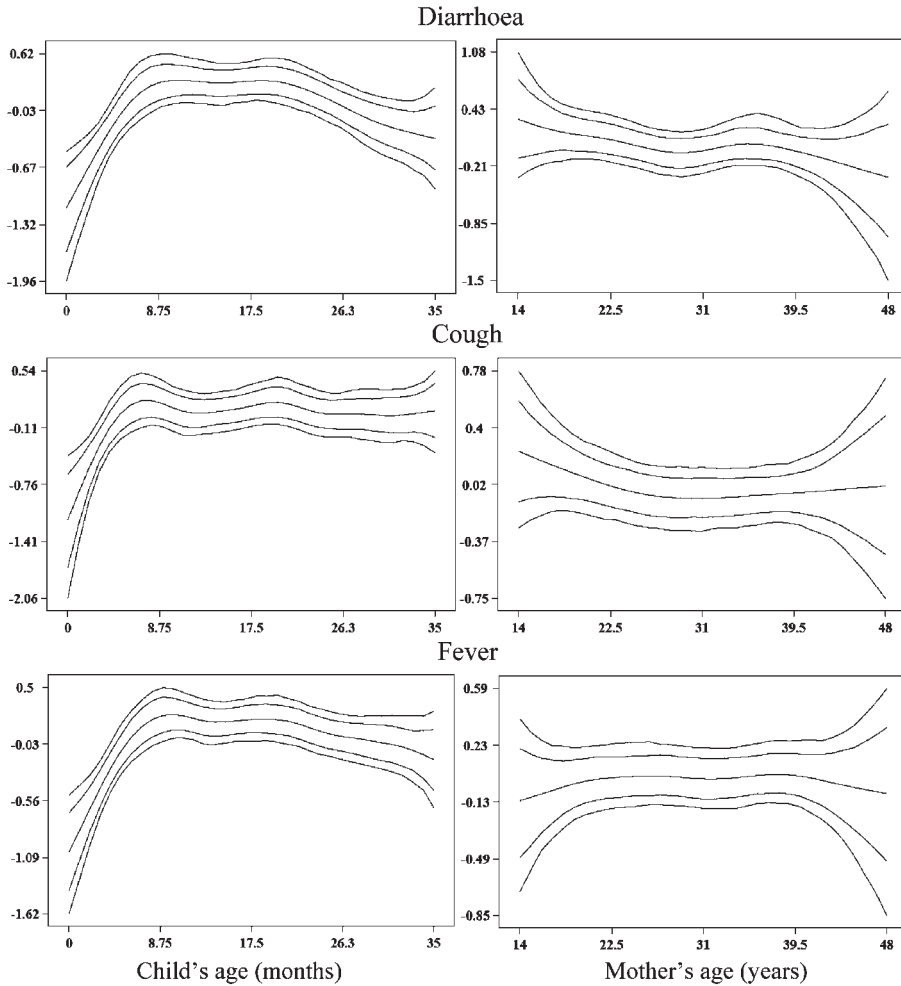 Diarrhoea
0.62
-0.03
-0.67
-1.32
-1.96
0 8.75 17.5 26.3 35
1.08
0.43
-0.21
-0.85
-1.5
14 22.5 31 39.5 48
Cough
0.54
-0.11
-0.76
-1.41
-2.06
0 8.75 17.5 26.3 35
0.78
0.4
0.02
-0.37
-0.75
14 22.5 31 39.5 48
Fever
0.5
-0.03
-0.56
-1.09
-1.62
0 8.75 17.5 26.3 35
Child's age (months)
0.59
0.23
-0.13
-0.49
-0.85
14 22.5 31 39.5 48
Mother's age (years)